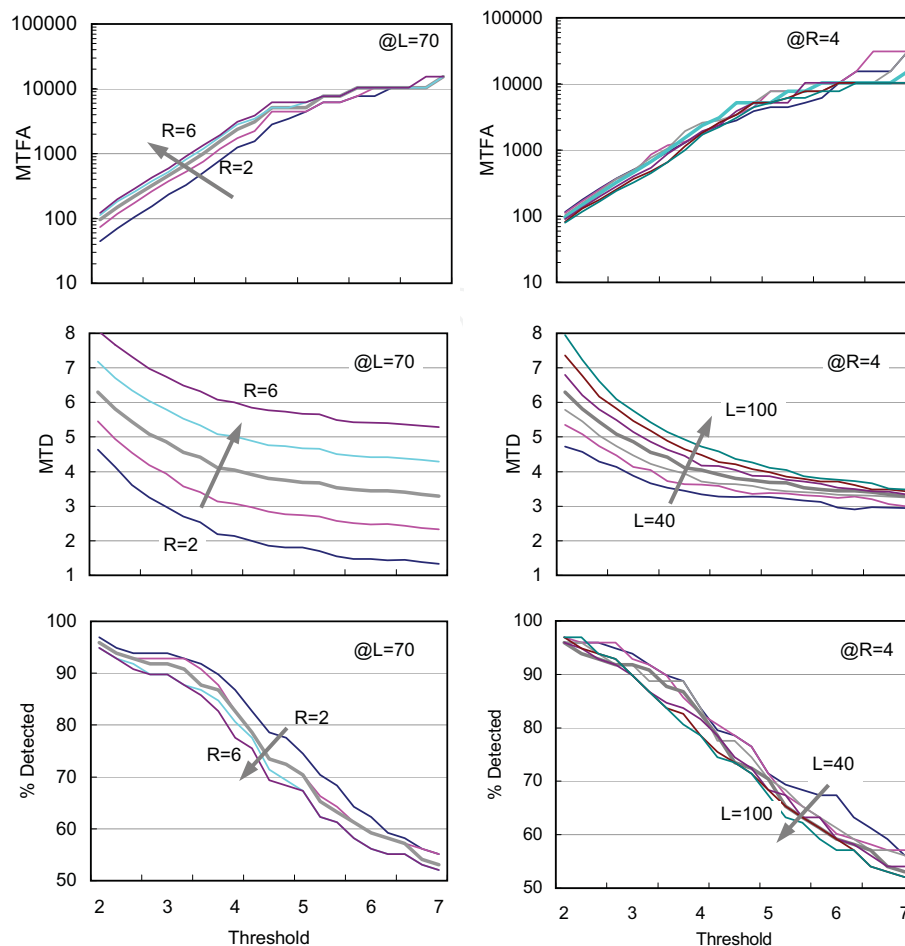 100000
10000
1000
100
10
MTFA
@L=70
R=6
R=2
100000
10000
1000
100
10
MTFA
@R=4
8
7
6
5
4
3
2
1
MTD
@L=70
R=6
R=2
8
7
6
5
4
3
2
1
MTD
@R=4
L=100
L=40
100
90
80
70
60
50
% Detected
@L=70
R=2
R=6
2 3 4 5 6 7
Threshold
100
90
80
70
60
50
% Detected
@R=4
L=40
L=100
2 3 4 5 6 7
Threshold